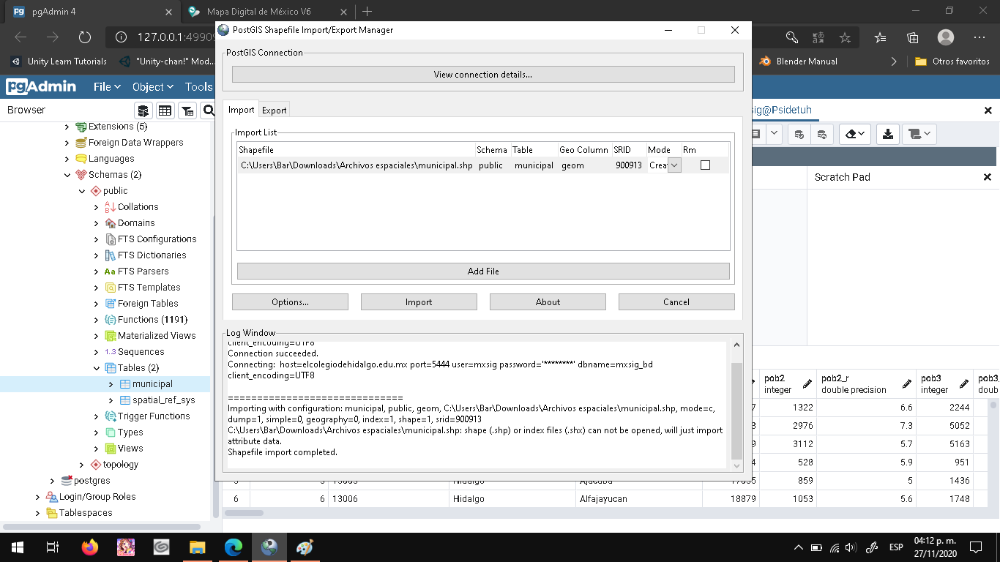 pgAdmin 4
Mapa Digital de México V6
127.0.0.1:49909
Unity Learn Tutorials
"Unity-chan!" Mod...
Blender Manual
Otros favoritos
pgAdmin
File
Object
Tools
sig@Psidetuh
Browser
Extensions (5)
Foreign Data Wrappers
Languages
Schemas (2)
public
Collations
Domains
FTS Configurations
FTS Dictionaries
FTS Parsers
FTS Templates
Foreign Tables
Functions (1191)
Materialized Views
Sequences
Tables (2)
municipal
spatial_ref_sys
Trigger Functions
Types
Views
topology
postgres
Login/Group Roles
Tablespaces
PostGIS Shapefile Import/Export Manager
PostGIS Connection
View connection details...
Import Export
Import List
Shapefile Schema Table Geo Column SRID Mode Rm
C:\Users\Bar\Downloads\Archivos espaciales\municipal.shp public municipal geom 900913 Crea
Add File
Options... Import About Cancel
Log Window
client_encoding=UTF8
Connection succeeded.
Connecting: host=elcolegiodehidalgo.edu.mx port=5444 user=mxsig password='********' dbname=mxsig_bd
client_encoding=UTF8
==============================
Importing with configuration: municipal, public, geom, C:\Users\Bar\Downloads\Archivos espaciales\municipal.shp, mode=c,
dump=1, simple=0, geography=0, index=1, shape=1, srid=900913
C:\Users\Bar\Downloads\Archivos espaciales\municipal.shp: shape (.shp) or index files (.shx) can not be opened, will just import
attribute data.
Shapefile import completed.
Scratch Pad
pob2 pob2_r pob3 pob3_
integer double precision integer doub
7 1322 6.6 2244
3 2976 7.3 5052
9 3112 5.7 5163
4 528 5.9 951
5 5 13005 Hidalgo Ajacuba 17055 859 5 1436
6 6 13006 Hidalgo Alfajayucan 18879 1053 5.6 1748
ESP
04:12 p. m.
27/11/2020